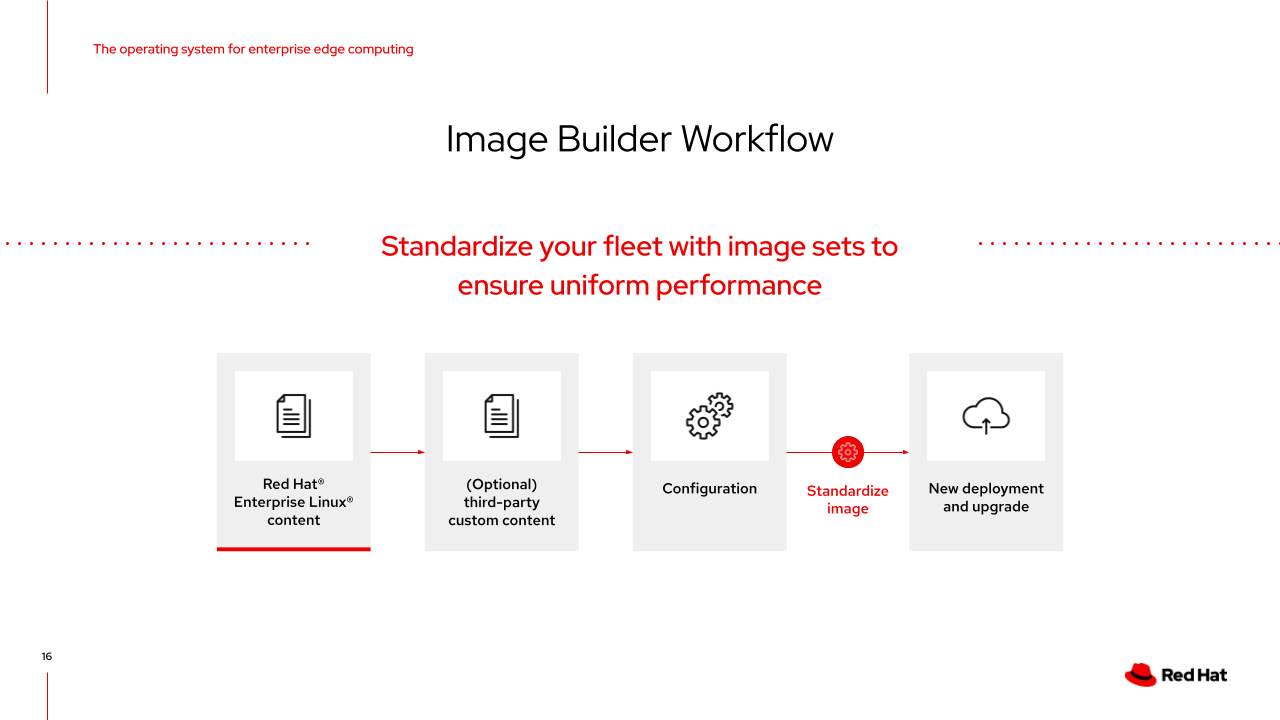 The operating system for enterprise edge computing
Image Builder Workflow
Standardize your fleet with image sets to
ensure uniform performance
Red Hat®
Enterprise Linux®
content
(Optional)
third-party
custom content
Configuration
Standardize
image
New deployment
and upgrade
16
Red Hat